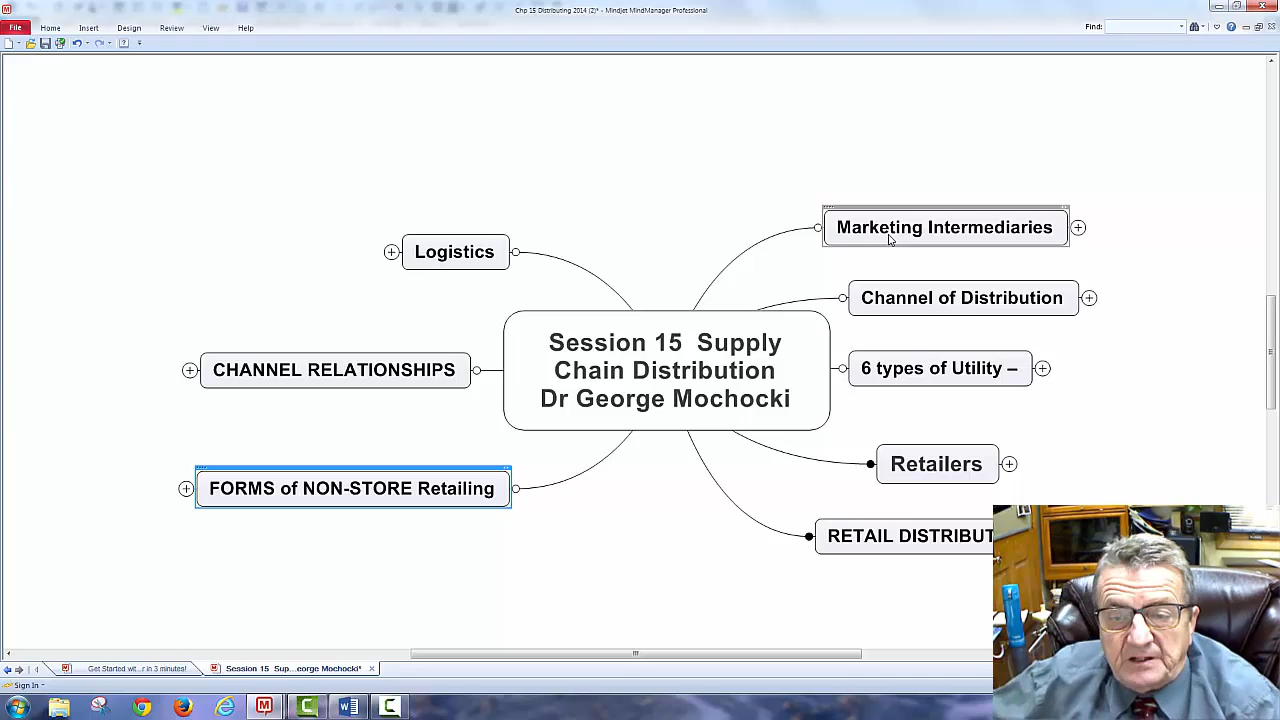 Chp 15 Distributing 2014 (2)* - Mindjet MindManager Professional
File Home Insert Design Review View Help
Find:
Marketing Intermediaries
Logistics
Channel of Distribution
Session 15 Supply
Chain Distribution
Dr George Mochocki
CHANNEL RELATIONSHIPS
6 types of Utility –
Retailers
FORMS of NON-STORE Retailing
RETAIL DISTRIBUT
Get Started wit...r in 3 minutes!
Session 15 Sup...eorge Mochocki*
Sign In